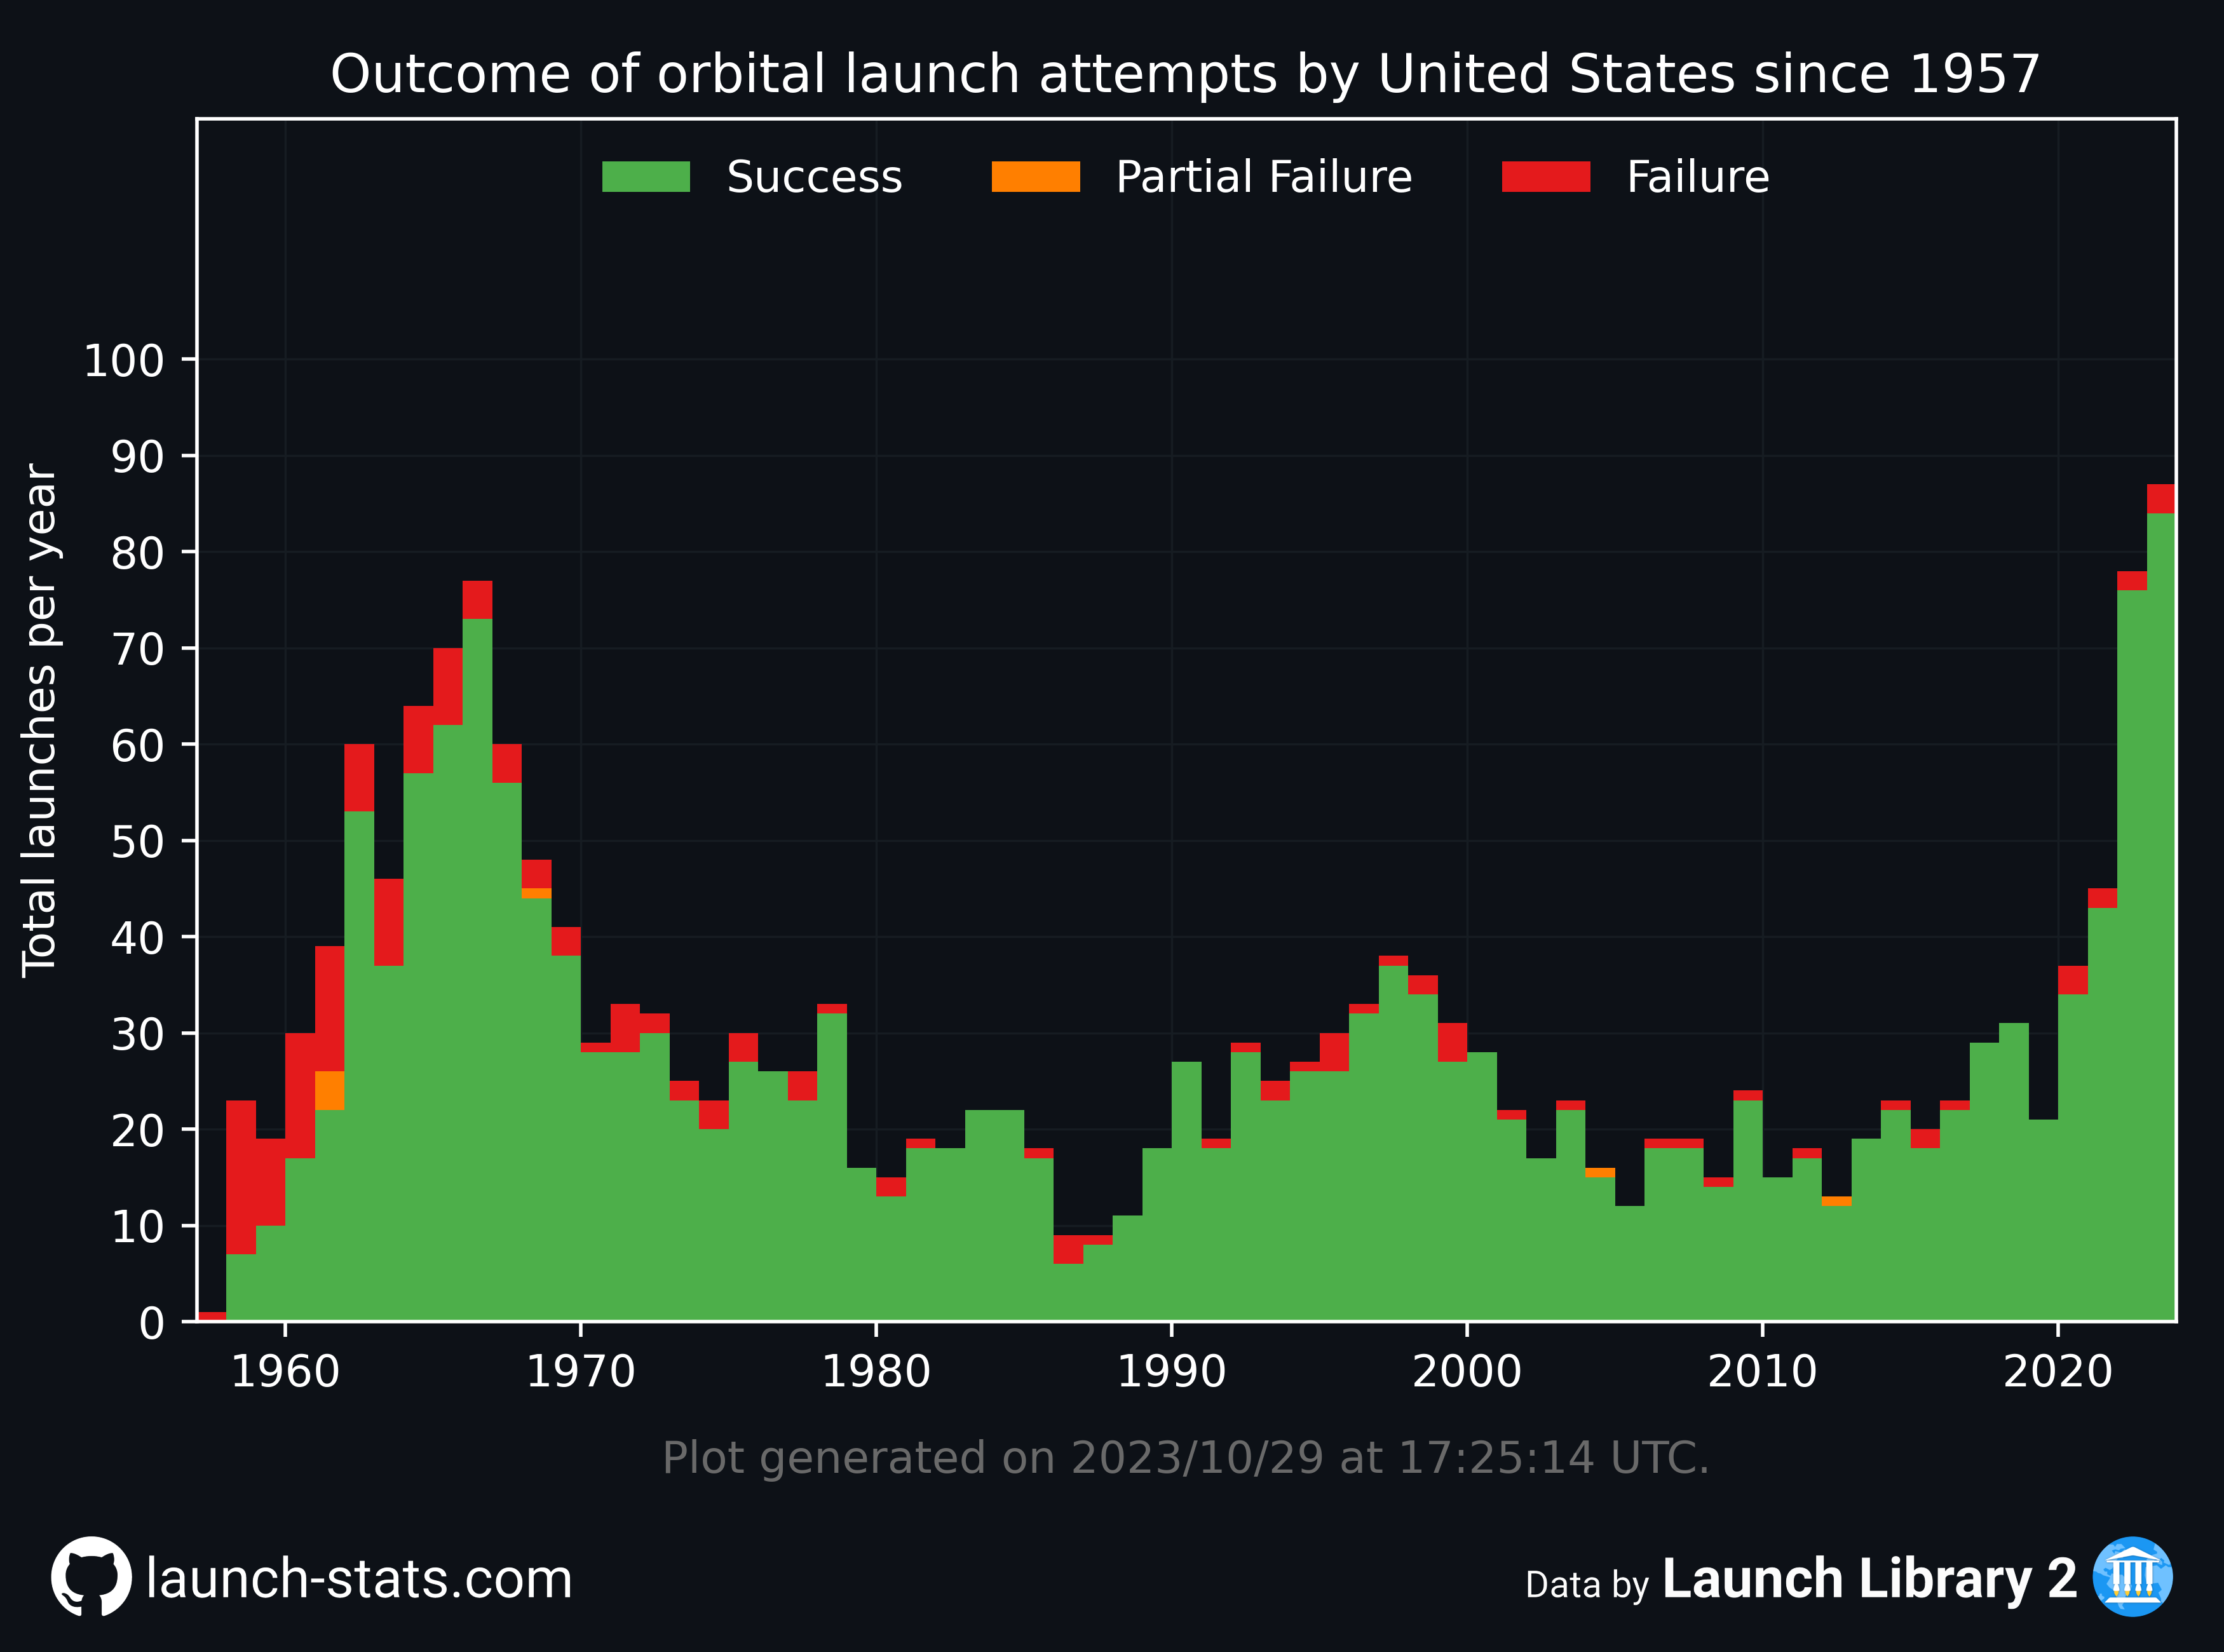 Outcome of orbital launch attempts by United States since 1957
Success Partial Failure Failure
Total launches per year
100
90
80
70
60
50
40
30
20
10
0
1960 1970 1980 1990 2000 2010 2020
Plot generated on 2023/10/29 at 17:25:14 UTC.
launch-stats.com
Data by Launch Library 2